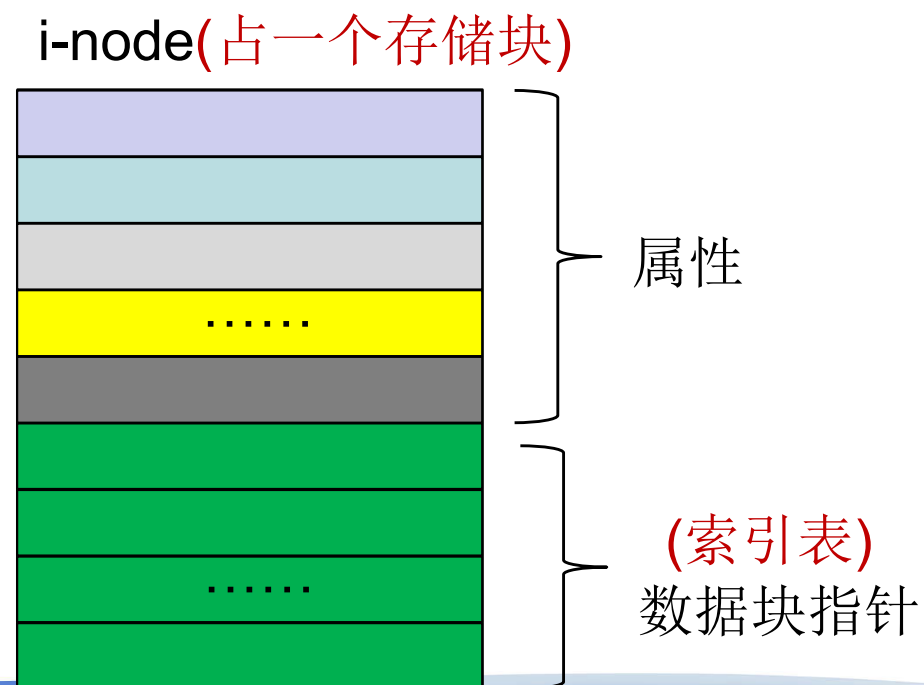 i-node(占一个存储块)
属性
......
(索引表)
......
数据块指针